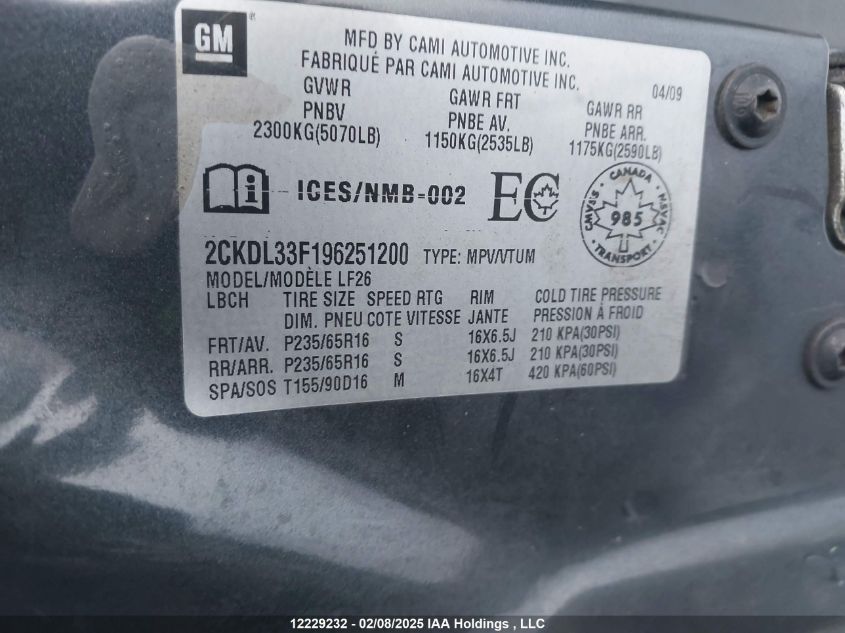 GM
MFD BY CAMI AUTOMOTIVE INC.
FABRIQUÉ PAR CAMI AUTOMOTIVE INC.
04/09
GVWR GAWR FRT GAWR RR
PNBV PNBE AV. PNBE ARR.
2300KG(5070LB) 1150KG(2535LB) 1175KG(2590LB)
i - ICES/NMB-002 EC
CANADA
CMVSS 985 NSVAC
TRANSPORT
2CKDL33F196251200 TYPE: MPV/VTUM
MODEL/MODÈLE LF26
LBCH TIRE SIZE SPEED RTG RIM COLD TIRE PRESSURE
DIM. PNEU COTE VITESSE JANTE PRESSION À FROID
FRT/AV. P235/65R16 S 16X6.5J 210 KPA(30PSI)
RR/ARR. P235/65R16 S 16X6.5J 210 KPA(30PSI)
SPA/SOS T155/90D16 M 16X4T 420 KPA(60PSI)
12229232 - 02/08/2025 IAA Holdings , LLC